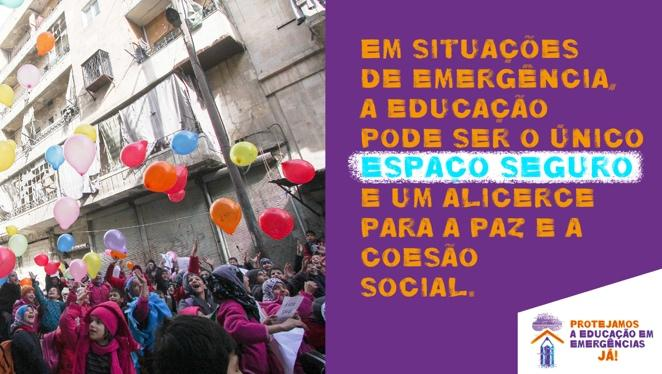 EM SITUAÇÕES
DE EMERGÊNCIA,
A EDUCAÇÃO
PODE SER O ÚNICO
ESPAÇO SEGURO
E UM ALICERCE
PARA A PAZ E A
COESÃO
SOCIAL.
PROTEJAMOS
A EDUCAÇÃO EM
EMERGÊNCIAS
JÁ!